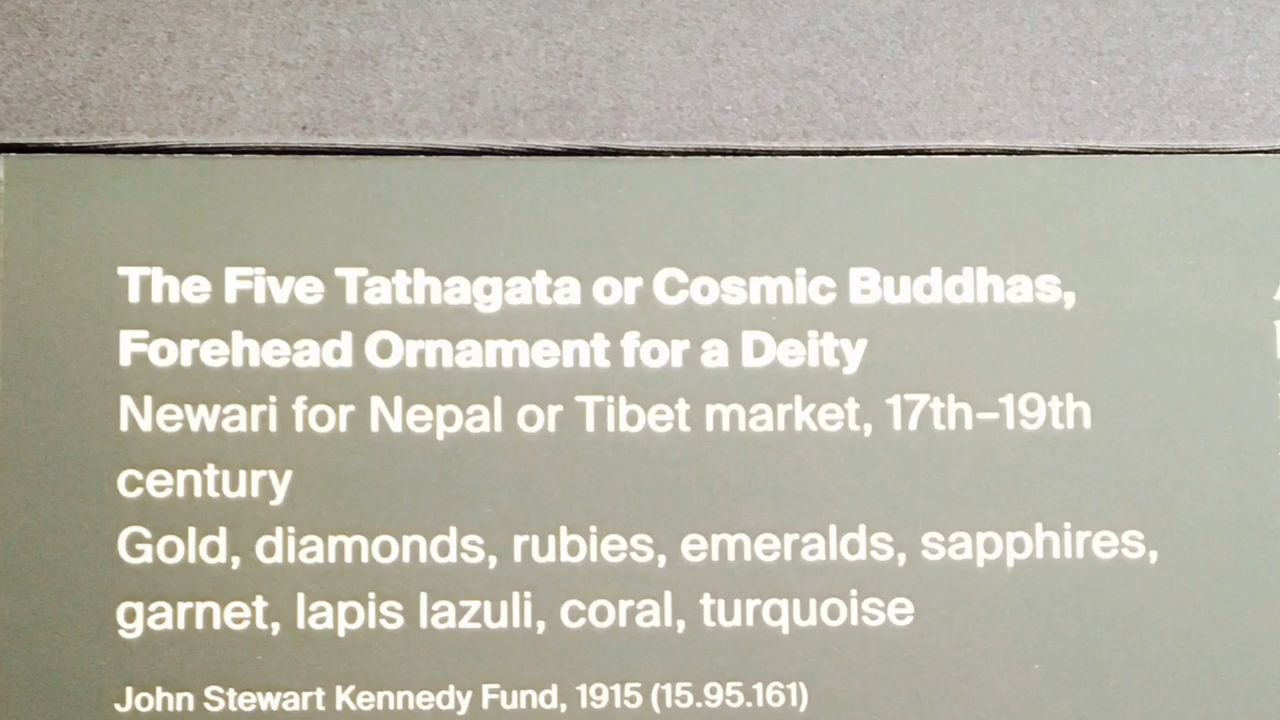 The Five Tathagata or Cosmic Buddhas,
Forehead Ornament for a Deity
Newari for Nepal or Tibet market, 17th–19th
century
Gold, diamonds, rubies, emeralds, sapphires,
garnet, lapis lazuli, coral, turquoise
John Stewart Kennedy Fund, 1915 (15.95.161)